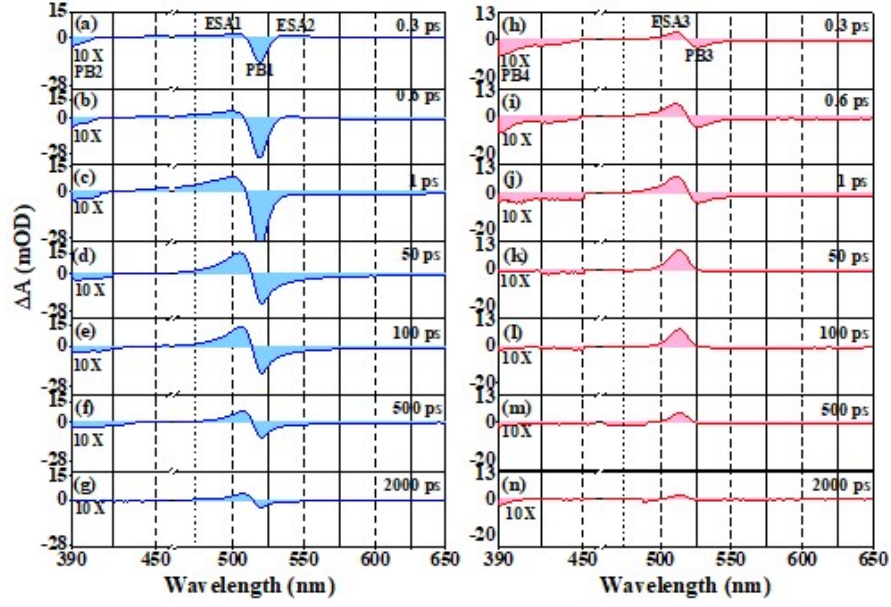 ΔA (mOD)
15
(a)
ESA1
ESA2
0.3 ps
0
10 X
PB2
PB1
-28
15
(b)
0.6 ps
0
10 X
-28
15
(c)
1 ps
0
10 X
-28
15
(d)
50 ps
0
10 X
-28
15
(e)
100 ps
0
10 X
-28
15
(f)
500 ps
0
10 X
-28
15
(g)
2000 ps
0
10 X
-28
390 450 500 550 600 650
Wavelength (nm)
13
(h)
ESA3
0.3 ps
0
10 X
PB4
PB3
-20
13
(i)
0.6 ps
0
10 X
-20
13
(j)
1 ps
0
10 X
-20
13
(k)
50 ps
0
10 X
-20
13
(l)
100 ps
0
10 X
-20
13
(m)
500 ps
0
10 X
-20
13
(n)
2000 ps
0
10 X
-20
390 450 500 550 600 650
Wavelength (nm)